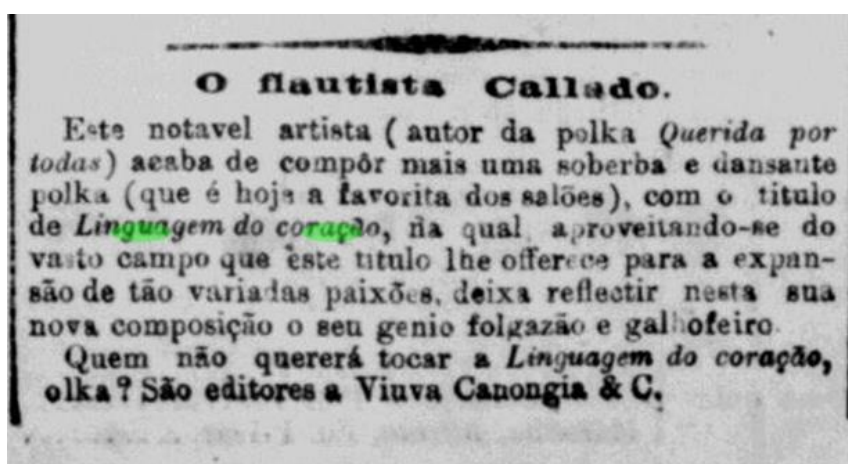 O flautista Callado.
Este notavel artista ( autor da polka Querida por
todas) acaba de compôr mais uma soberba e dansante
polka (que é hoje a favorita dos salões), com o titulo
de Linguagem do coração, na qual, aproveitando-se do
vasto campo que este titulo lhe offerece para a expan-
são de tão variadas paixões, deixa reflectir nesta sua
nova composição o seu genio folgazão e galhofeiro.
Quem não quererá tocar a Linguagem do coração,
olka? São editores a Viuva Canongia & C.